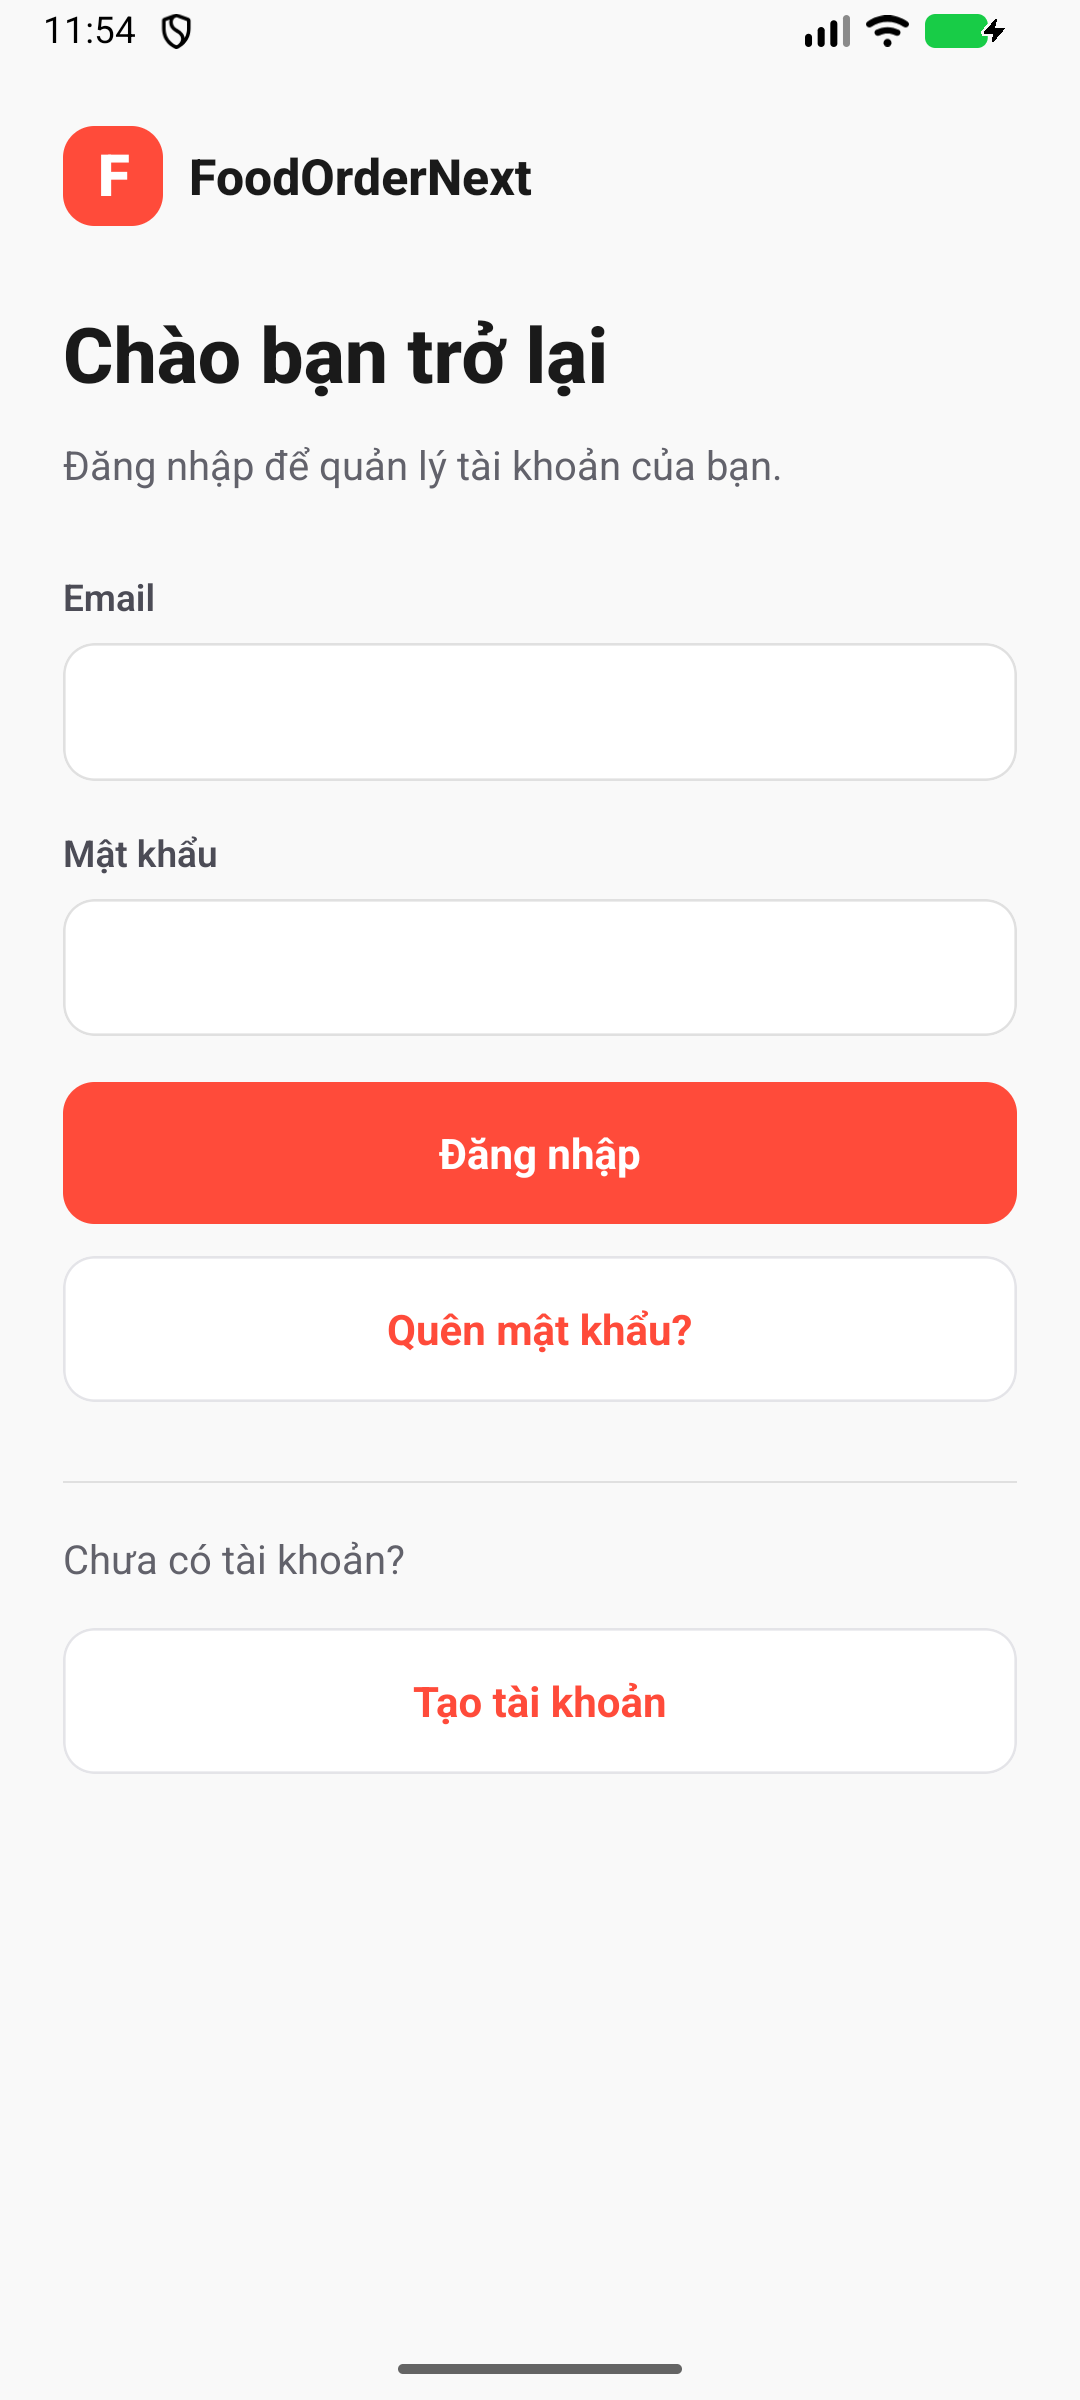 11:54
F
FoodOrderNext
Chào bạn trở lại
Đăng nhập để quản lý tài khoản của bạn.
Email
Mật khẩu
Đăng nhập
Quên mật khẩu?
Chưa có tài khoản?
Tạo tài khoản